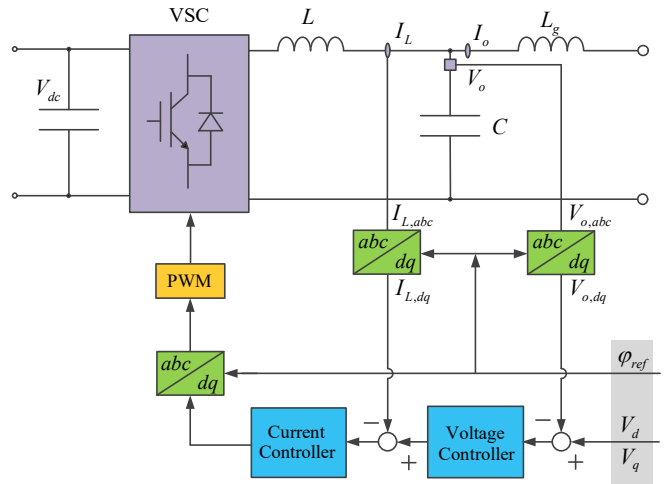 VSC
L
I_L
I_o
L_g
V_dc
V_o
C
I_L,abc
V_o,abc
abc
dq
abc
dq
PWM
I_L,dq
V_o,dq
abc
dq
φ_ref
Current
Controller
−
+
Voltage
Controller
−
+
V_d
V_q